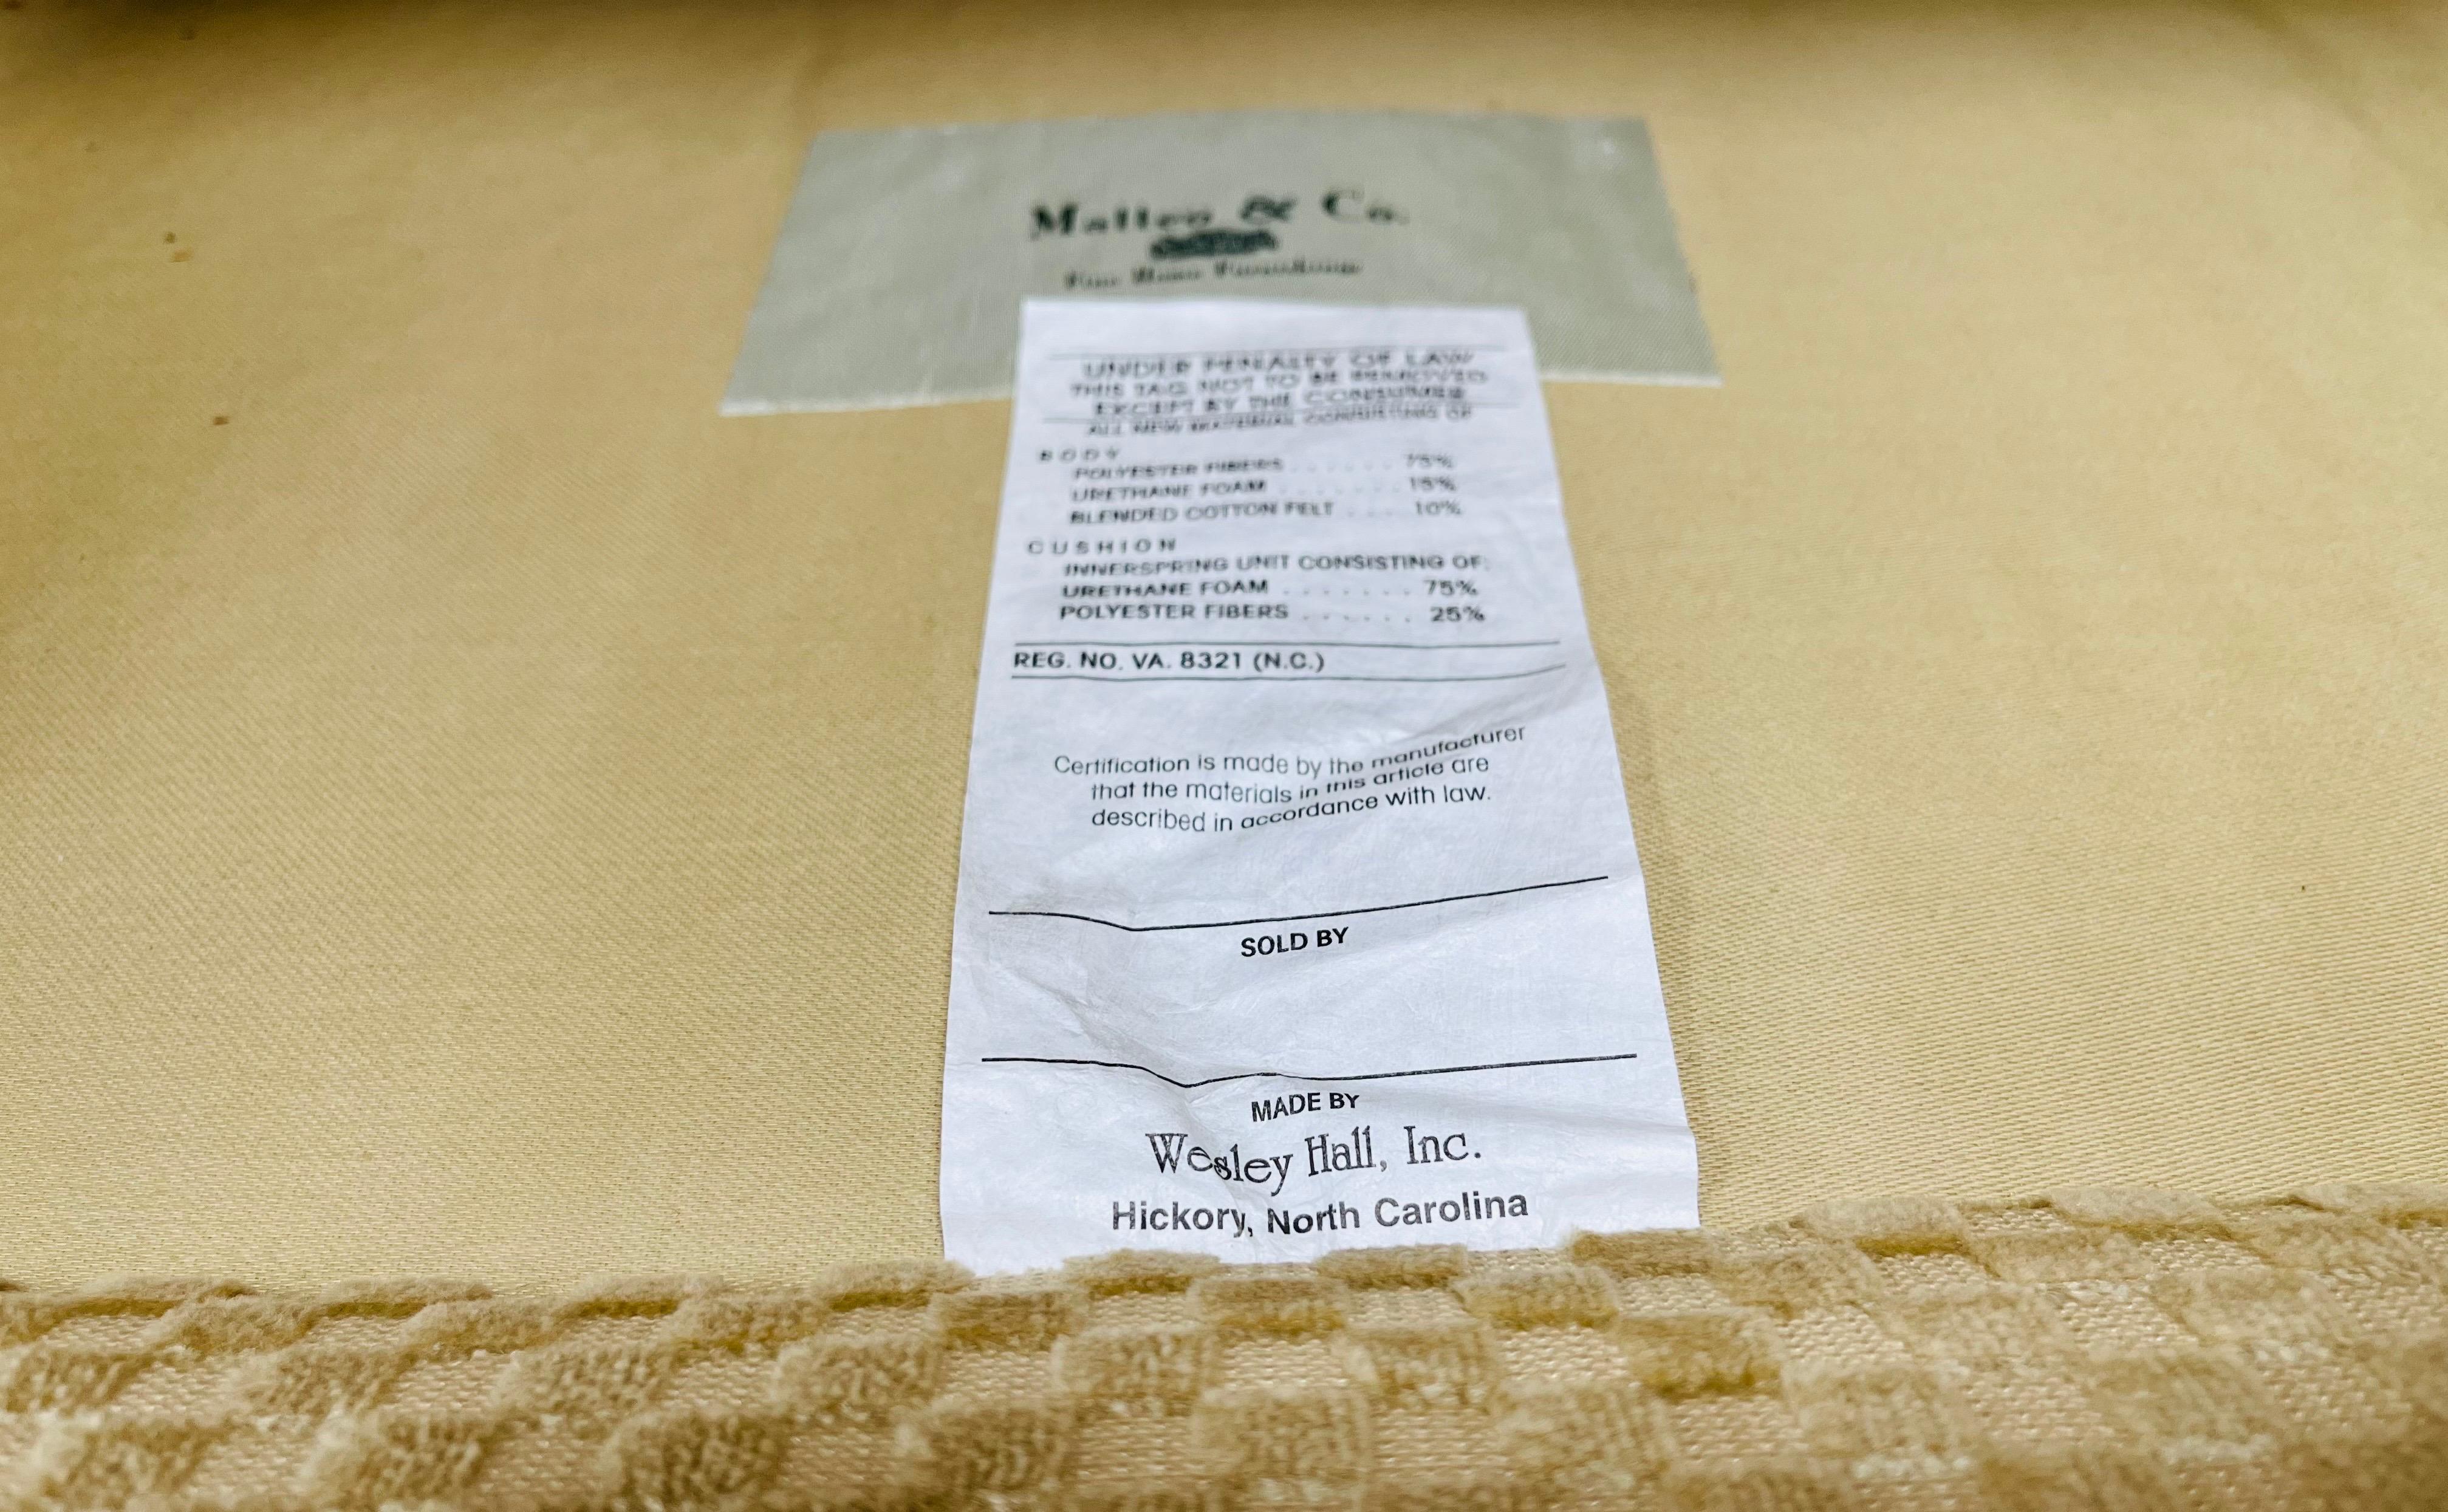 & Co.
UNDER PENALTY OF LAW
THIS TAG NOT TO BE REMOVED
EXCEPT BY THE CONSUMER
ALL NEW MATERIAL CONSISTING OF
BODY
POLYESTER FIBERS . . . . . . . 75%
URETHANE FOAM . . . . . . . 15%
BLENDED COTTON FELT . . . . 10%
CUSHION
INNERSPRING UNIT CONSISTING OF:
URETHANE FOAM . . . . . . . 75%
POLYESTER FIBERS . . . . . . 25%
REG. NO. VA. 8321 (N.C.)
Certification is made by the manufacturer
that the materials in this article are
described in accordance with law.
SOLD BY
MADE BY
Wesley Hall, Inc.
Hickory, North Carolina